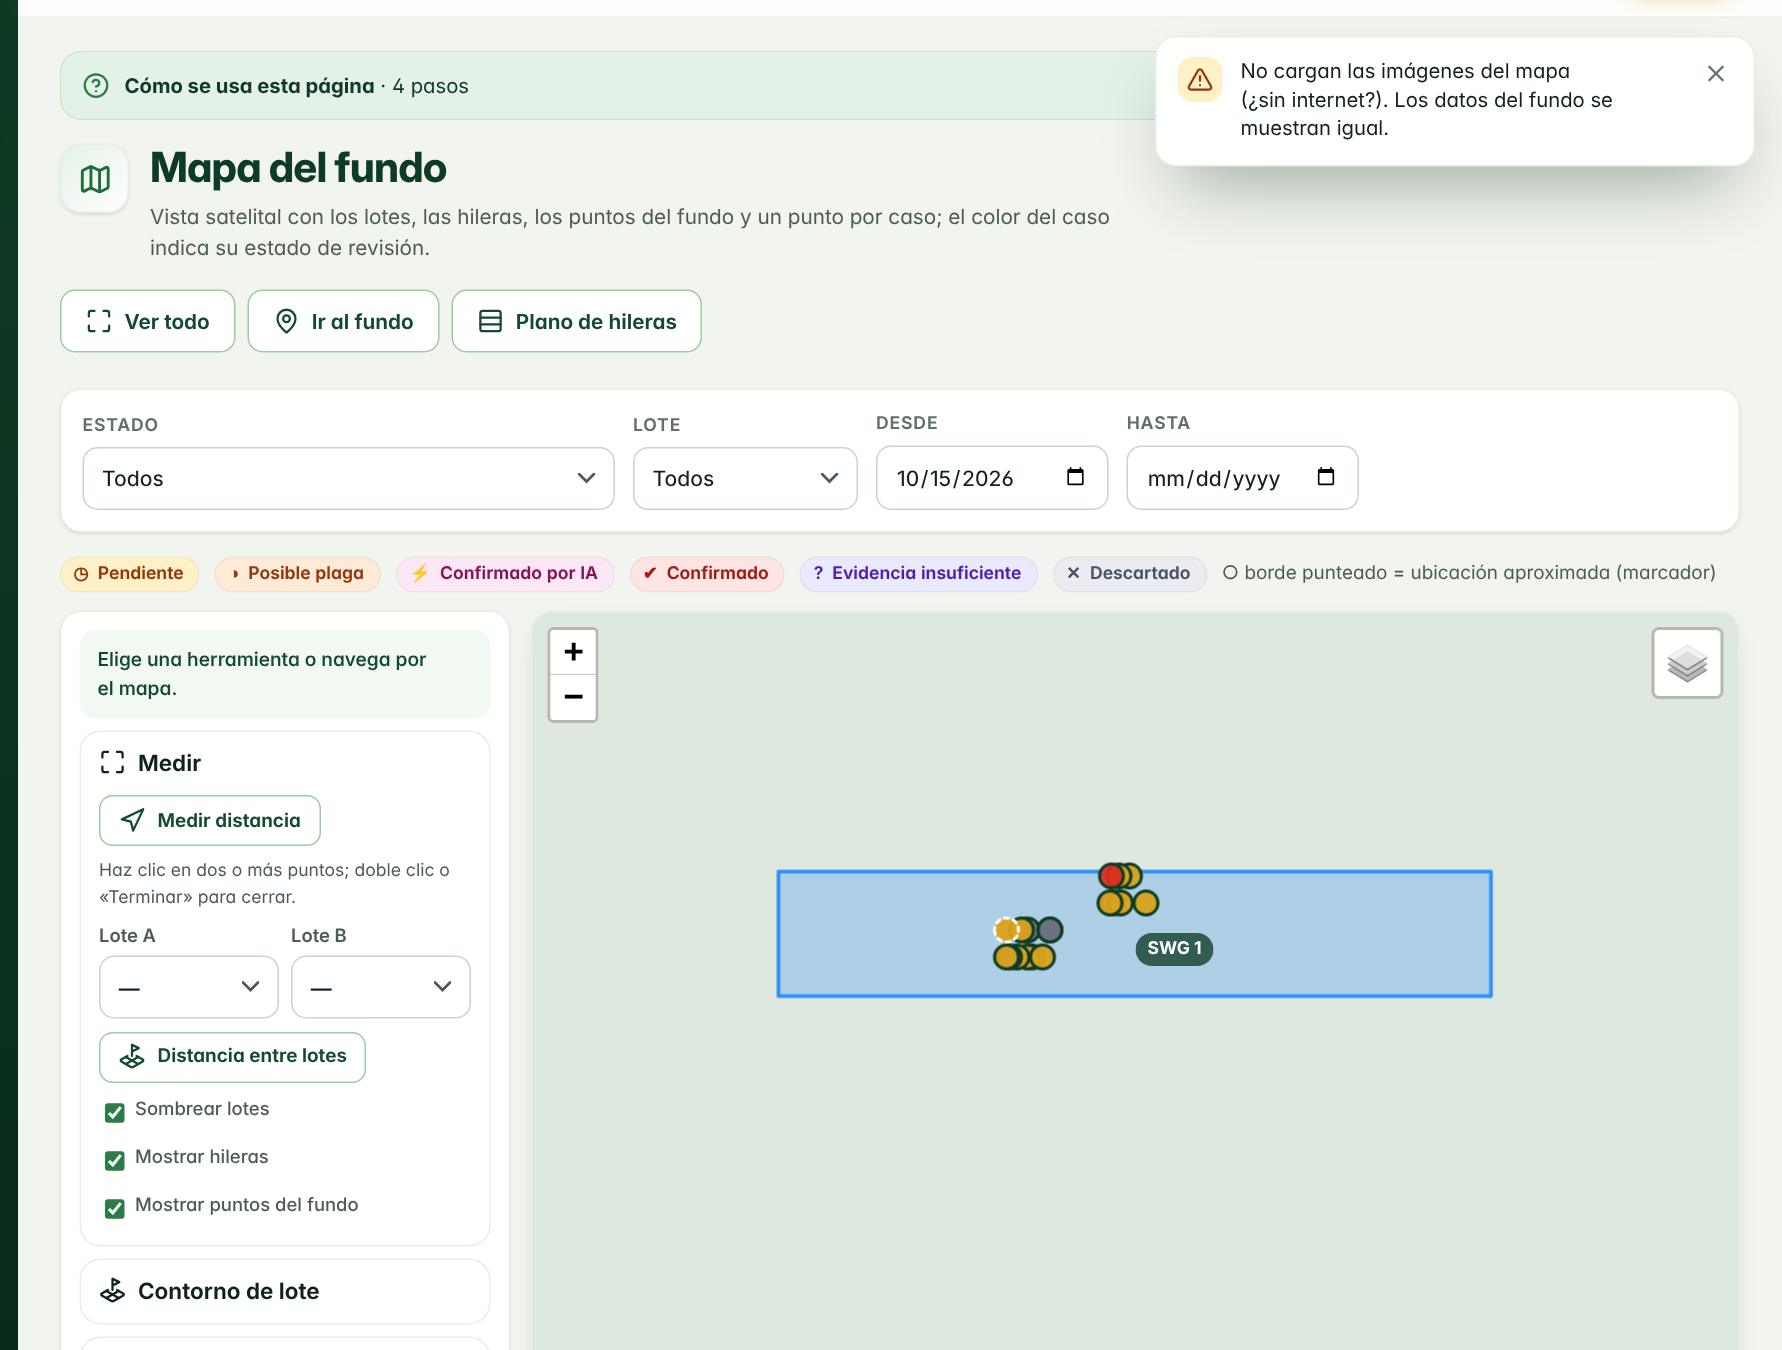 Cómo se usa esta página · 4 pasos
No cargan las imágenes del mapa
(¿sin internet?). Los datos del fundo se
muestran igual.
Mapa del fundo
Vista satelital con los lotes, las hileras, los puntos del fundo y un punto por caso; el color del caso
indica su estado de revisión.
Ver todo
Ir al fundo
Plano de hileras
ESTADO
LOTE
DESDE
HASTA
Todos
Todos
10/15/2026
mm/dd/yyyy
Pendiente
Posible plaga
Confirmado por IA
✔ Confirmado
? Evidencia insuficiente
✕ Descartado
borde punteado = ubicación aproximada (marcador)
Elige una herramienta o navega por
el mapa.
Medir
Medir distancia
Haz clic en dos o más puntos; doble clic o
«Terminar» para cerrar.
Lote A
Lote B
—
—
Distancia entre lotes
Sombrear lotes
Mostrar hileras
Mostrar puntos del fundo
Contorno de lote
+
−
SWG 1